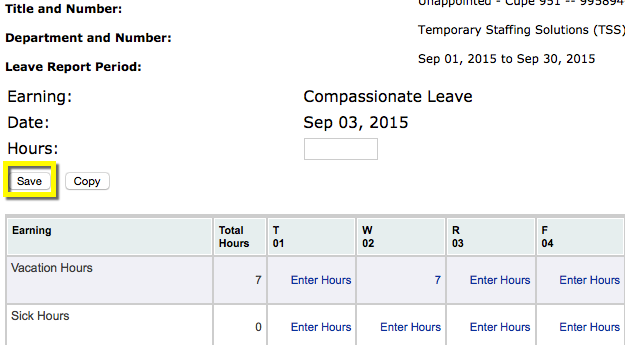 Title and Number: Unappointed - Cupe 951 -- 995894
Department and Number: Temporary Staffing Solutions (TSS)
Leave Report Period: Sep 01, 2015 to Sep 30, 2015
Earning: Compassionate Leave
Date: Sep 03, 2015
Hours:
Save Copy
Earning Total Hours T 01 W 02 R 03 F 04
Vacation Hours 7 Enter Hours 7 Enter Hours Enter Hours
Sick Hours 0 Enter Hours Enter Hours Enter Hours Enter Hours